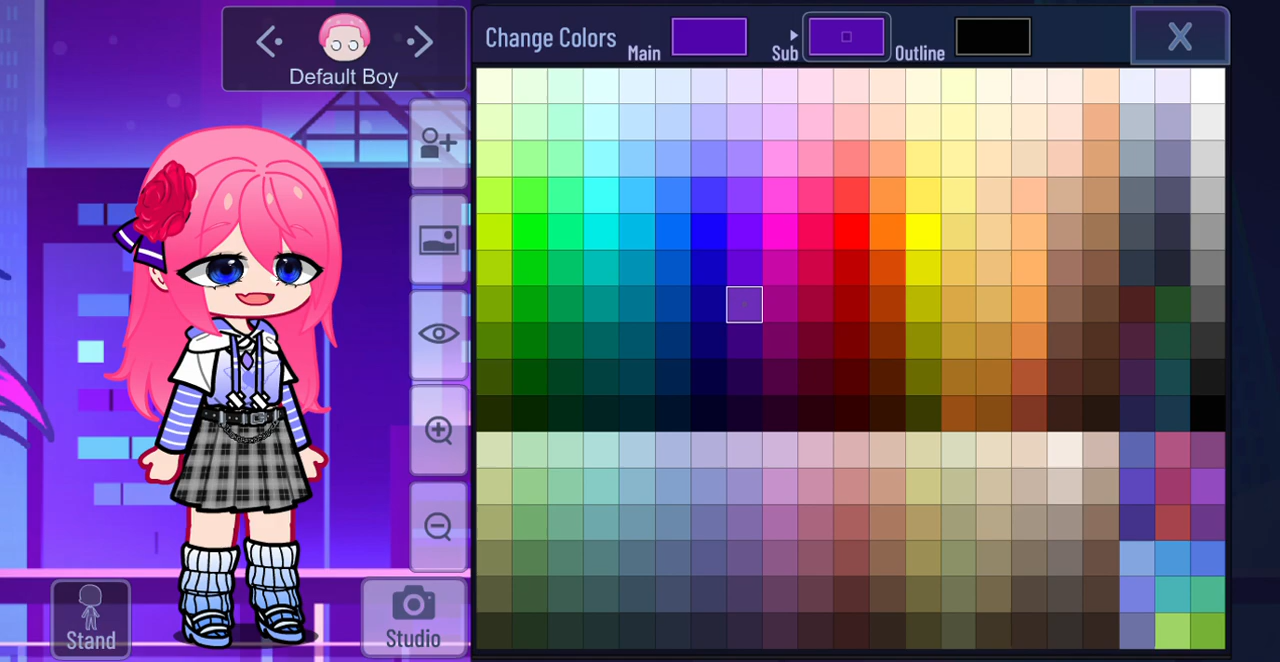 Default Boy
Change Colors
Main
Sub
Outline
X
Stand
Studio